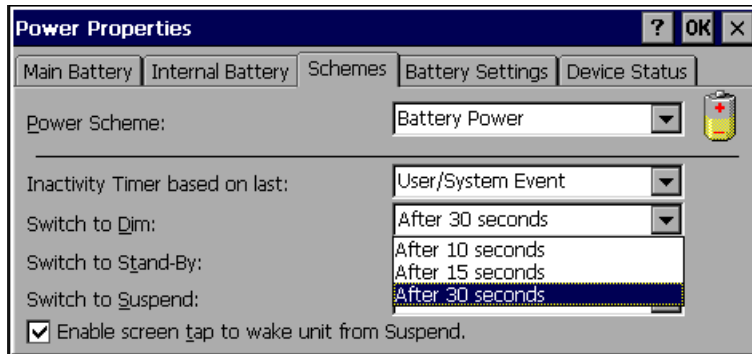 Power Properties ? OK ×
Main Battery Internal Battery Schemes Battery Settings Device Status
Power Scheme: Battery Power
Inactivity Timer based on last: User/System Event
Switch to Dim: After 30 seconds
After 10 seconds
Switch to Stand-By: After 15 seconds
Switch to Suspend: After 30 seconds
Enable screen tap to wake unit from Suspend.